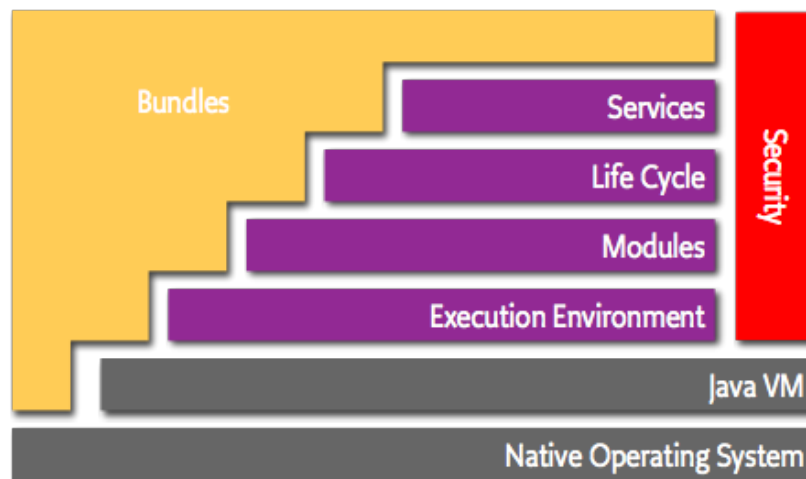 Bundles
Services
Life Cycle
Modules
Execution Environment
Java VM
Native Operating System
Security